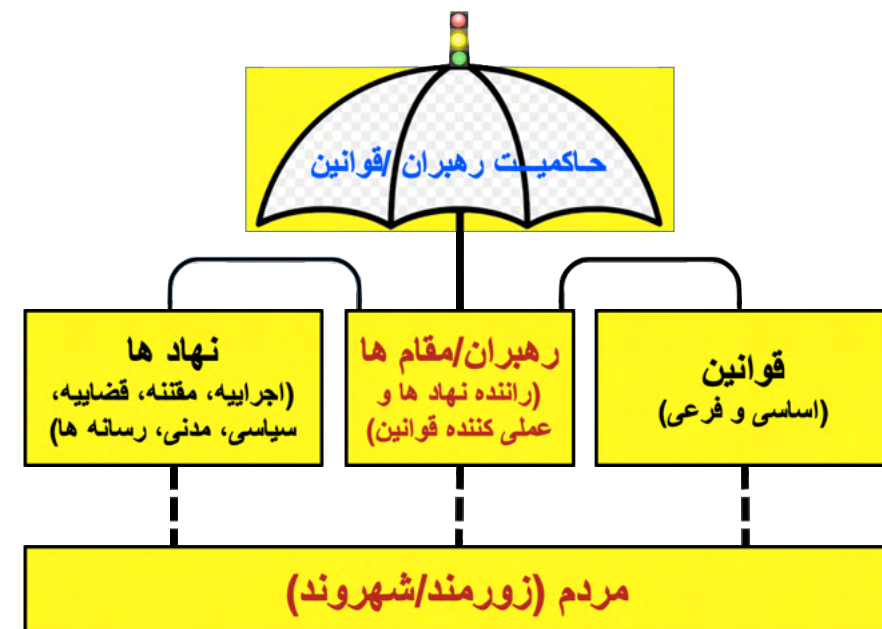 حاکمیت رهبران /قوانین
قوانین
(اساسی و فرعی)
رهبران/مقام ها
(راننده نهاد ها و
عملی کننده قوانین)
نهاد ها
(اجراییه، مقننه، قضاییه،
سیاسی، مدنی، رسانه ها)
مردم (زورمند/شهروند)